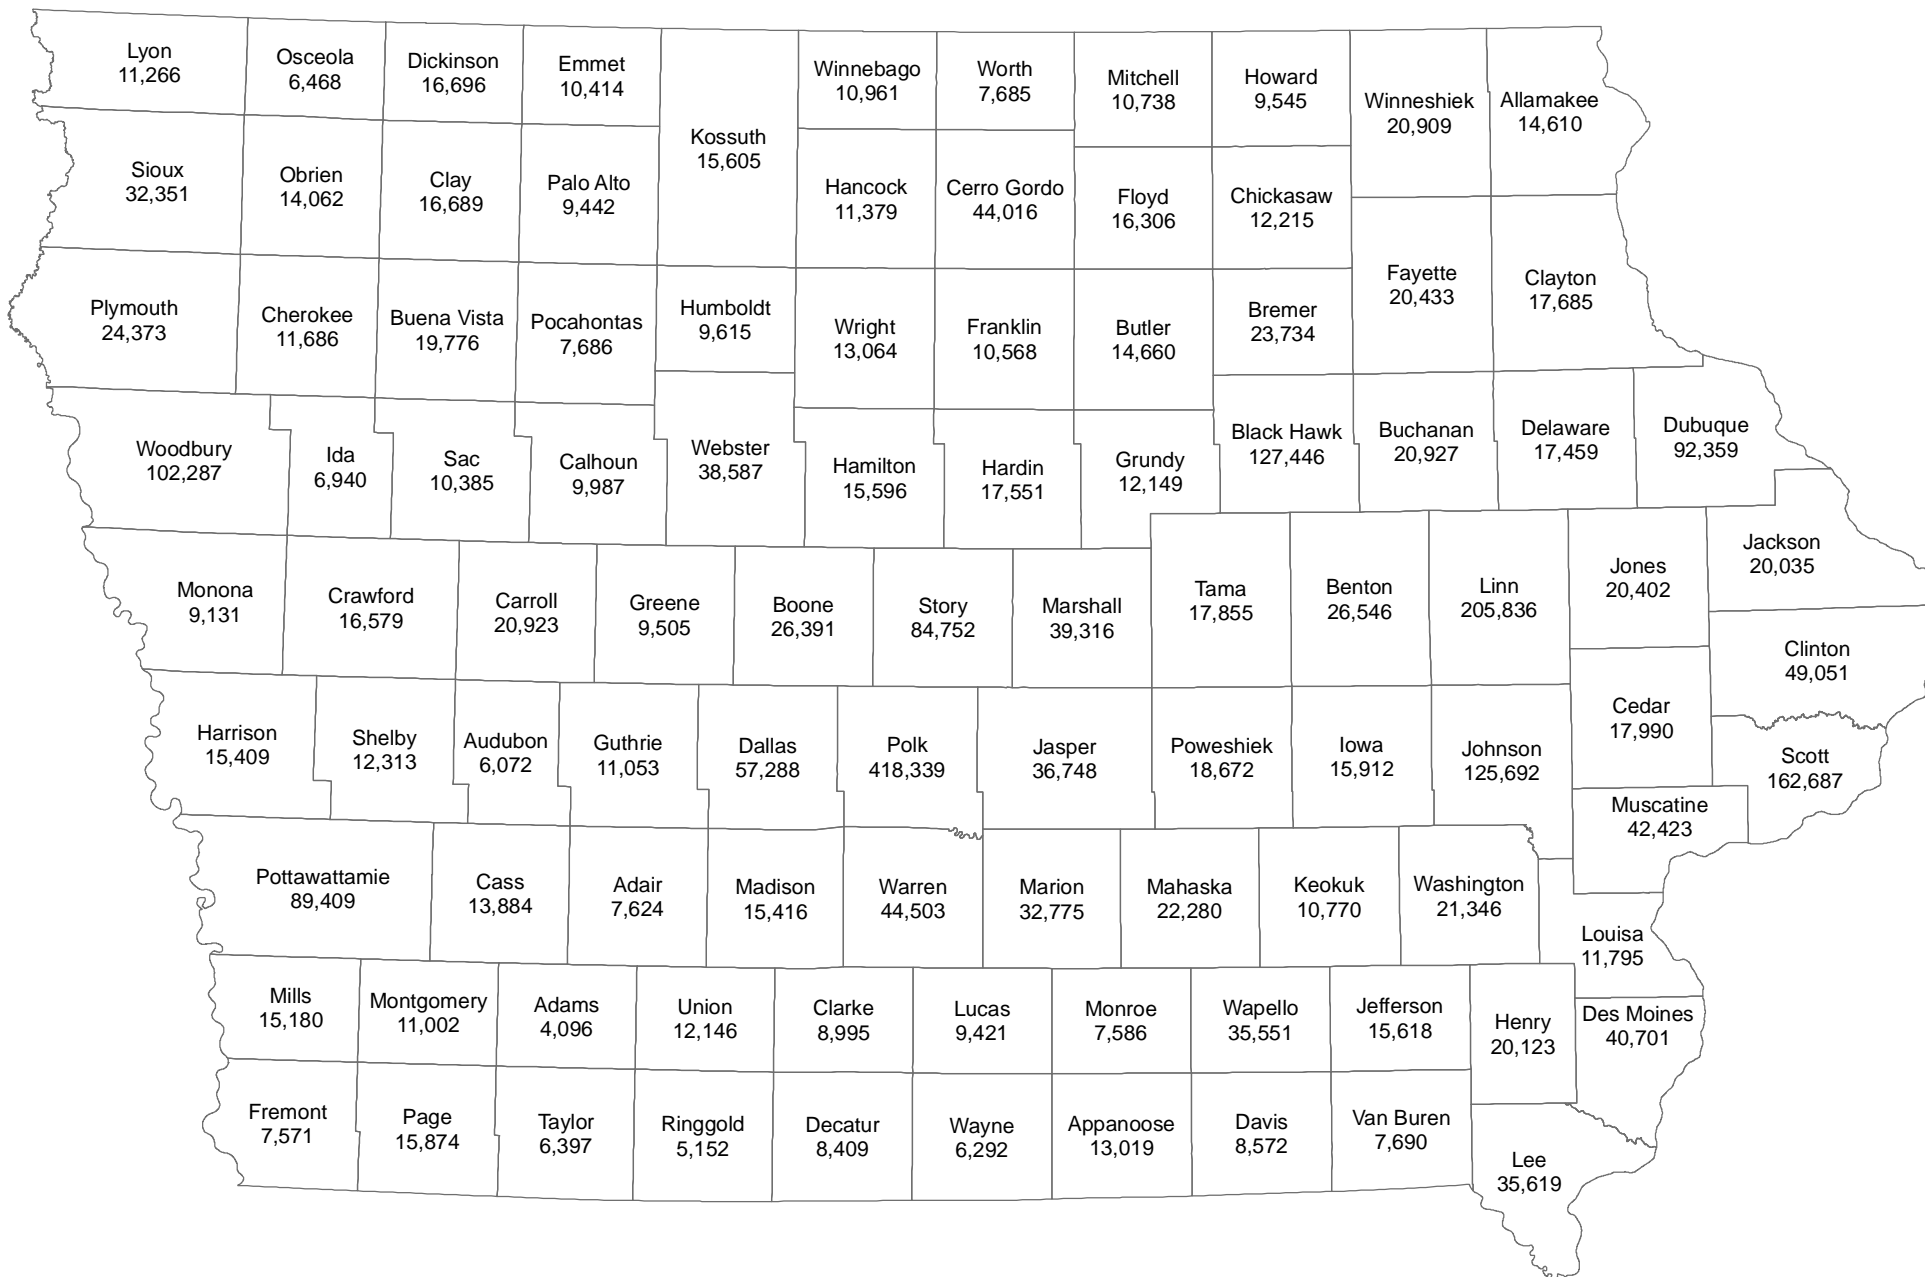 Lyon
11,266
Osceola
6,468
Dickinson
16,696
Emmet
10,414
Kossuth
15,605
Winnebago
10,961
Worth
7,685
Mitchell
10,738
Howard
9,545
Winneshiek
20,909
Allamakee
14,610
Sioux
32,351
Obrien
14,062
Clay
16,689
Palo Alto
9,442
Hancock
11,379
Cerro Gordo
44,016
Floyd
16,306
Chickasaw
12,215
Fayette
20,433
Clayton
17,685
Plymouth
24,373
Cherokee
11,686
Buena Vista
19,776
Pocahontas
7,686
Humboldt
9,615
Wright
13,064
Franklin
10,568
Butler
14,660
Bremer
23,734
Woodbury
102,287
Ida
6,940
Sac
10,385
Calhoun
9,987
Webster
38,587
Hamilton
15,596
Hardin
17,551
Grundy
12,149
Black Hawk
127,446
Buchanan
20,927
Delaware
17,459
Dubuque
92,359
Monona
9,131
Crawford
16,579
Carroll
20,923
Greene
9,505
Boone
26,391
Story
84,752
Marshall
39,316
Tama
17,855
Benton
26,546
Linn
205,836
Jones
20,402
Jackson
20,035
Clinton
49,051
Harrison
15,409
Shelby
12,313
Audubon
6,072
Guthrie
11,053
Dallas
57,288
Polk
418,339
Jasper
36,748
Poweshiek
18,672
Iowa
15,912
Johnson
125,692
Cedar
17,990
Scott
162,687
Muscatine
42,423
Pottawattamie
89,409
Cass
13,884
Adair
7,624
Madison
15,416
Warren
44,503
Marion
32,775
Mahaska
22,280
Keokuk
10,770
Washington
21,346
Louisa
11,795
Mills
15,180
Montgomery
11,002
Adams
4,096
Union
12,146
Clarke
8,995
Lucas
9,421
Monroe
7,586
Wapello
35,551
Jefferson
15,618
Henry
20,123
Des Moines
40,701
Fremont
7,571
Page
15,874
Taylor
6,397
Ringgold
5,152
Decatur
8,409
Wayne
6,292
Appanoose
13,019
Davis
8,572
Van Buren
7,690
Lee
35,619